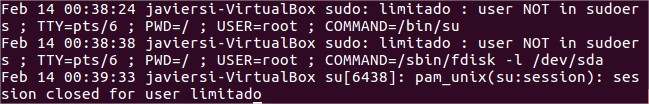 Feb 14 00:38:24 javiersi-VirtualBox sudo: limitado : user NOT in sudoer
s ; TTY=pts/6 ; PWD=/ ; USER=root ; COMMAND=/bin/su
Feb 14 00:38:38 javiersi-VirtualBox sudo: limitado : user NOT in sudoer
s ; TTY=pts/6 ; PWD=/ ; USER=root ; COMMAND=/sbin/fdisk -l /dev/sda
Feb 14 00:39:33 javiersi-VirtualBox su[6438]: pam_unix(su:session): ses
sion closed for user limitado